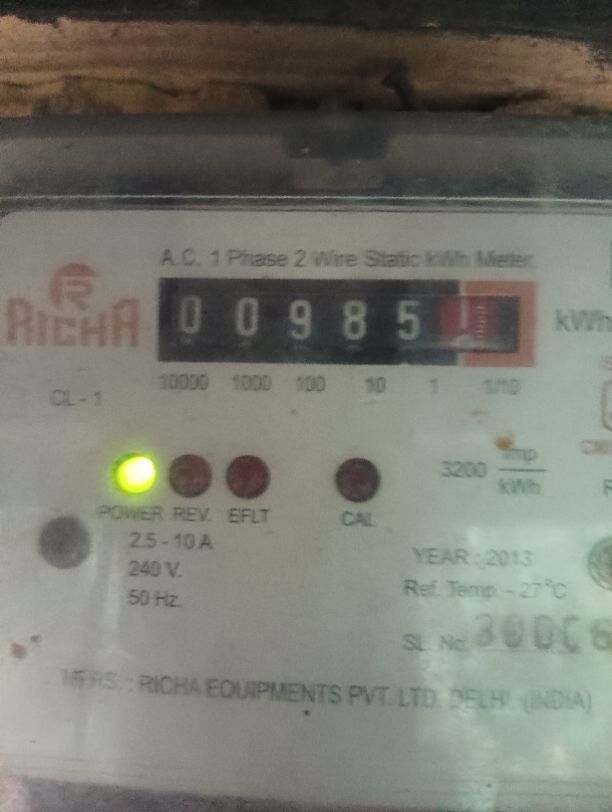 A.C. 1 Phase 2 Wire Static kWh Meter.
RICHA
0 0 9 8 5 1
kWh
10000 1000 100 10 1 1/10
CL - 1
3200 Imp
kWh
POWER REV. EFLT CAL
2.5 - 10 A
240 V.
50 Hz.
YEAR : 2013
Ref. Temp. - 27°C
SL. No.
MFRS. : RICHA EQUIPMENTS PVT. LTD. DELHI. (INDIA)